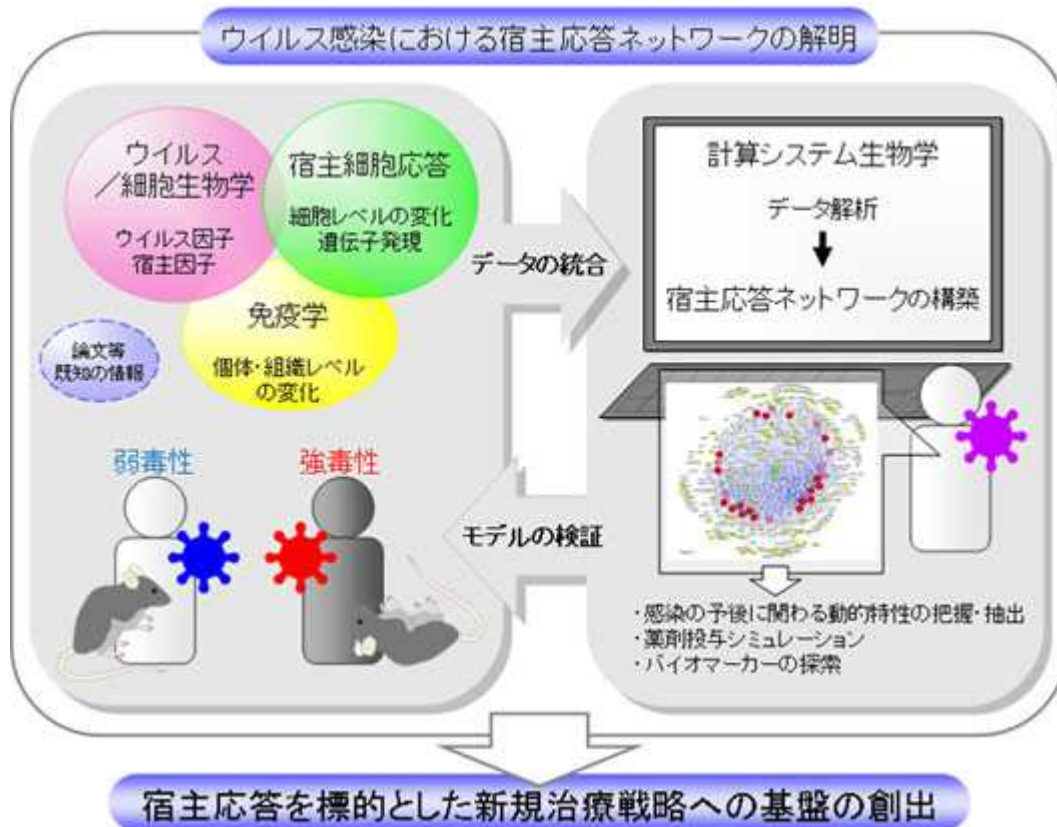 ウイルス感染における宿主応答ネットワークの解明
ウイルス
／細胞生物学
ウイルス因子
宿主因子
宿主細胞応答
細胞レベルの変化
遺伝子発現
免疫学
個体・組織レベル
の変化
論文等
既知の情報
弱毒性
強毒性
データの統合
モデルの検証
計算システム生物学
データ解析
宿主応答ネットワークの構築
・感染の予後に関わる動的特性の把握・抽出
・薬剤投与シミュレーション
・バイオマーカーの探索
宿主応答を標的とした新規治療戦略への基盤の創出